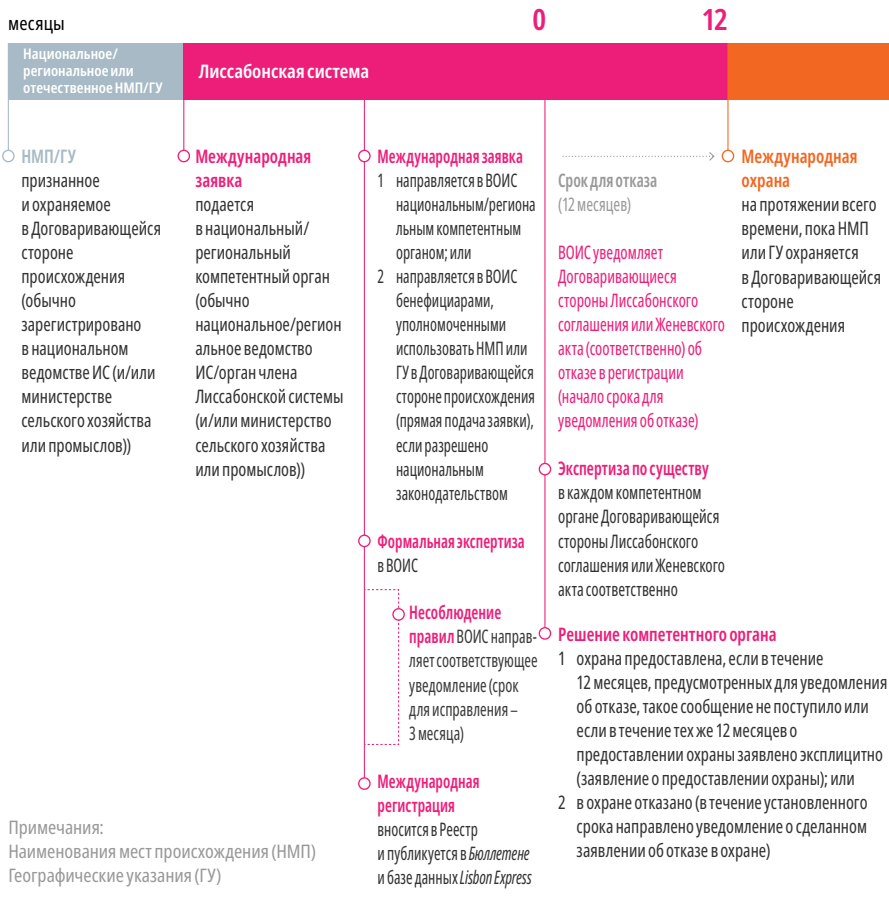 месяцы
0
12
Национальное/
региональное или
отечественное НМП/ГУ
Лиссабонская система
НМП/ГУ
признанное
и охраняемое
в Договаривающейся
стороне
происхождения
(обычно
зарегистрировано
в национальном
ведомстве ИС (и/или
министерстве
сельского хозяйства
или промыслов))
Международная
заявка
подается
в национальный/
региональный
компетентный орган
(обычно
национальное/регион
альное ведомство
ИС/орган члена
Лиссабонской системы
(и/или министерство
сельского хозяйства
или промыслов))
Международная заявка
1 направляется в ВОИС
национальным/региона
льным компетентным
органом; или
2 направляется в ВОИС
бенефициарами,
уполномоченными
использовать НМП или
ГУ в Договаривающейся
стороне происхождения
(прямая подача заявки),
если разрешено
национальным
законодательством
Формальная экспертиза
в ВОИС
Несоблюдение
правил ВОИС направ-
ляет соответствующее
уведомление (срок
для исправления –
3 месяца)
Международная
регистрация
вносится в Реестр
и публикуется в Бюллетене
и базе данных Lisbon Express
Срок для отказа
(12 месяцев)
ВОИС уведомляет
Договаривающиеся
стороны Лиссабонского
соглашения или Женевского
акта (соответственно) об
отказе в регистрации
(начало срока для
уведомления об отказе)
Экспертиза по существу
в каждом компетентном
органе Договаривающейся
стороны Лиссабонского
соглашения или Женевского
акта соответственно
Решение компетентного органа
1 охрана предоставлена, если в течение
12 месяцев, предусмотренных для уведомления
об отказе, такое сообщение не поступило или
если в течение тех же 12 месяцев о
предоставлении охраны заявлено эксплицитно
(заявление о предоставлении охраны); или
2 в охране отказано (в течение установленного
срока направлено уведомление о сделанном
заявлении об отказе в охране)
Международная
охрана
на протяжении всего
времени, пока НМП
или ГУ охраняется
в Договаривающейся
стороне
происхождения
Примечания:
Наименования мест происхождения (НМП)
Географические указания (ГУ)